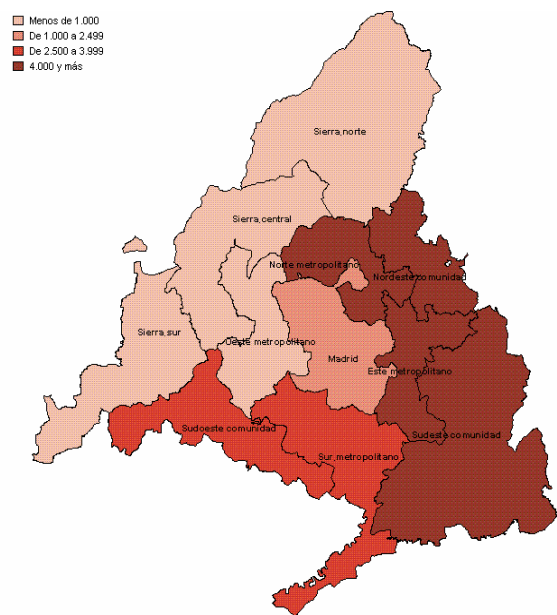 Menos de 1.000
De 1.000 a 2.499
De 2.500 a 3.999
4.000 y más
Sierra norte
Sierra central
Norte metropolitano
Nordeste comunidad
Sierra sur
Oeste metropolitano
Madrid
Este metropolitano
Sudoeste comunidad
Sudeste comunidad
Sur metropolitano